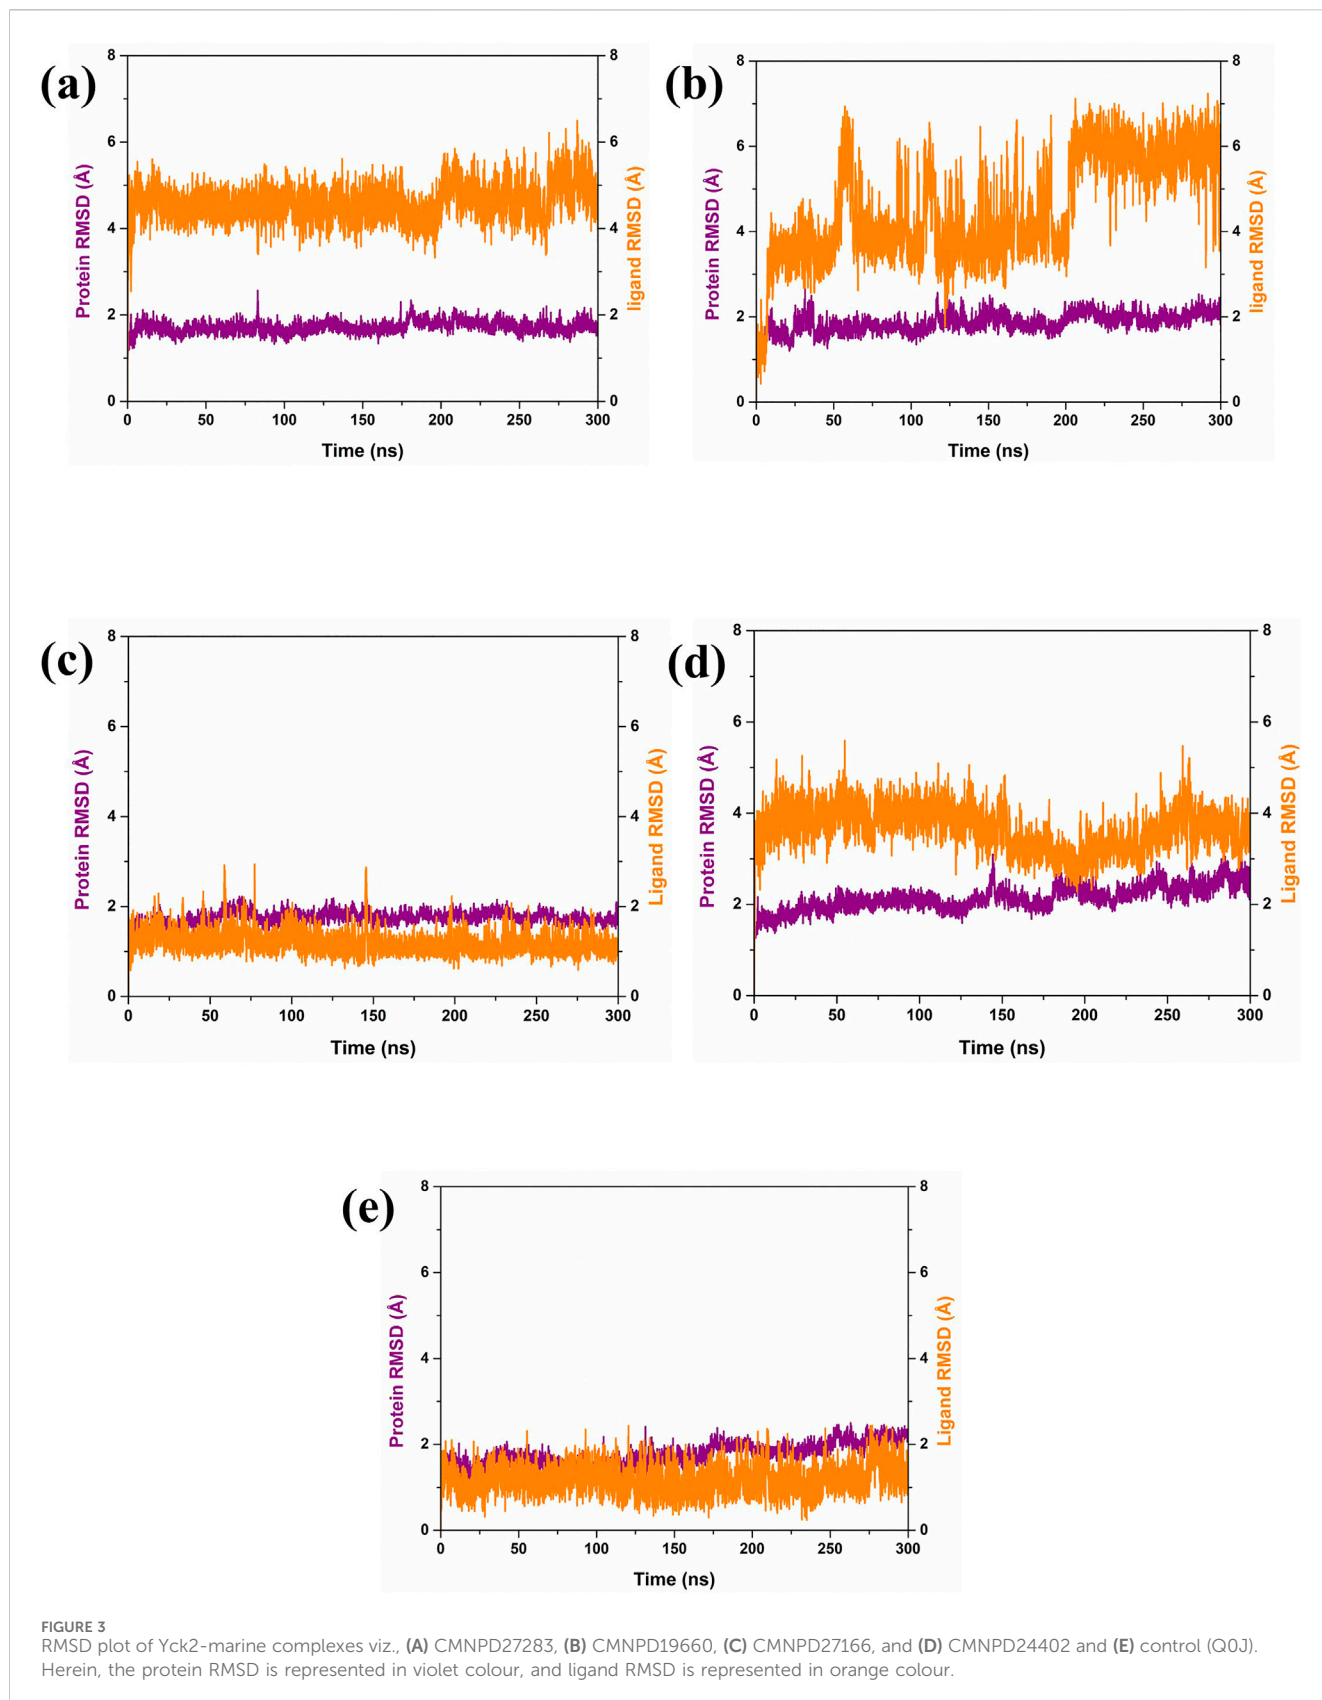 (a)
8
6
4
2
0
Protein RMSD (Å)
8
6
4
2
0
ligand RMSD (Å)
0 50 100 150 200 250 300
Time (ns)
(b)
8
6
4
2
0
Protein RMSD (Å)
8
6
4
2
0
ligand RMSD (Å)
0 50 100 150 200 250 300
Time (ns)
(c)
8
6
4
2
0
Protein RMSD (Å)
8
6
4
2
0
Ligand RMSD (Å)
0 50 100 150 200 250 300
Time (ns)
(d)
8
6
4
2
0
Protein RMSD (Å)
8
6
4
2
0
Ligand RMSD (Å)
0 50 100 150 200 250 300
Time (ns)
(e)
8
6
4
2
0
Protein RMSD (Å)
8
6
4
2
0
Ligand RMSD (Å)
0 50 100 150 200 250 300
Time (ns)
FIGURE 3
RMSD plot of Yck2-marine complexes viz., (A) CMNPD27283, (B) CMNPD19660, (C) CMNPD27166, and (D) CMNPD24402 and (E) control (Q0J).
Herein, the protein RMSD is represented in violet colour, and ligand RMSD is represented in orange colour.